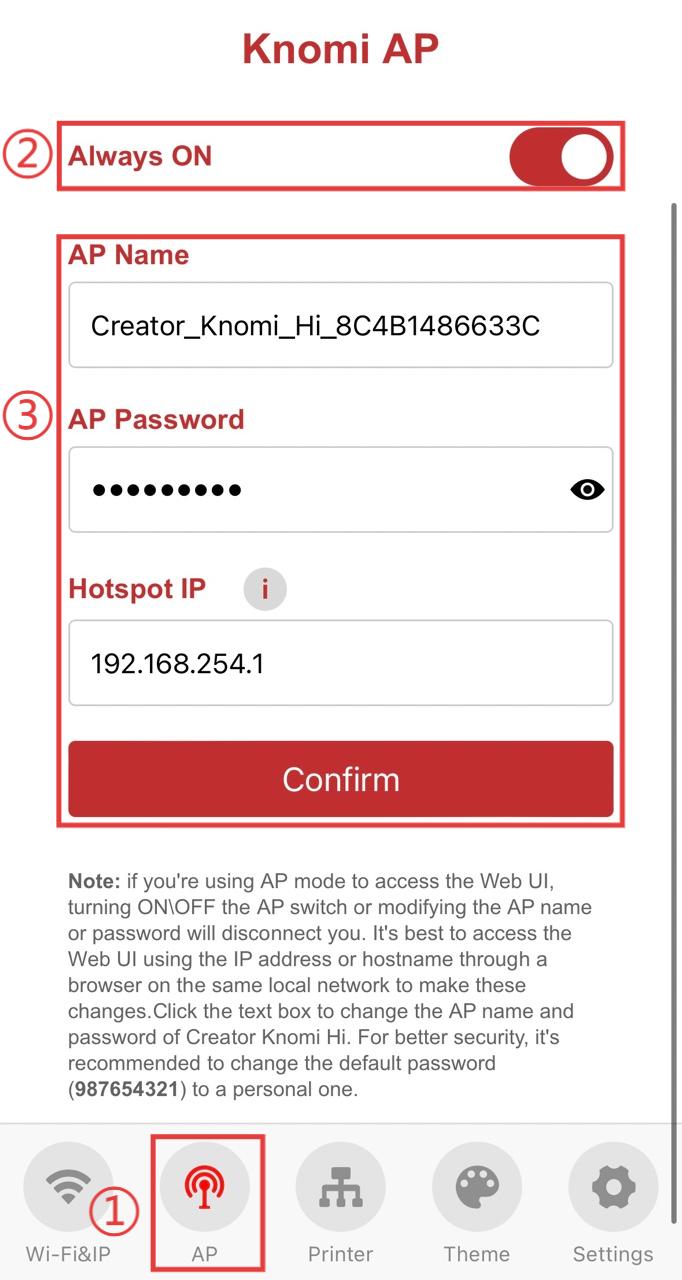 Knomi AP
② Always ON
AP Name
Creator_Knomi_Hi_8C4B1486633C
③ AP Password
•••••••••
Hotspot IP i
192.168.254.1
Confirm
Note: if you're using AP mode to access the Web UI,
turning ON\OFF the AP switch or modifying the AP name
or password will disconnect you. It's best to access the
Web UI using the IP address or hostname through a
browser on the same local network to make these
changes.Click the text box to change the AP name and
password of Creator Knomi Hi. For better security, it's
recommended to change the default password
(987654321) to a personal one.
①
Wi-Fi&IP AP Printer Theme Settings